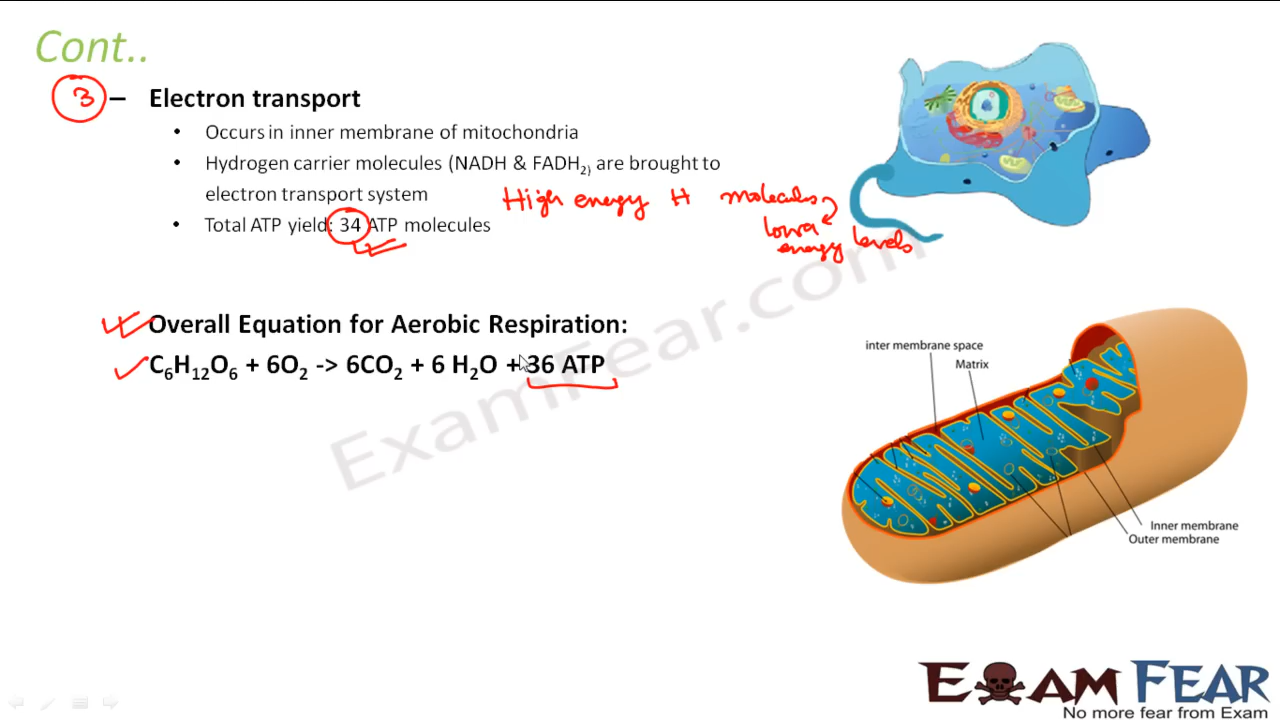 Cont..
3 – Electron transport
• Occurs in inner membrane of mitochondria
• Hydrogen carrier molecules (NADH & FADH₂) are brought to
electron transport system
High energy H molecules
lower
energy levels
• Total ATP yield: 34 ATP molecules
Overall Equation for Aerobic Respiration:
C₆H₁₂O₆ + 6O₂ -> 6CO₂ + 6 H₂O + 36 ATP
inter membrane space
Matrix
Inner membrane
Outer membrane
ExamFear.com
EXAM FEAR
No more fear from Exam